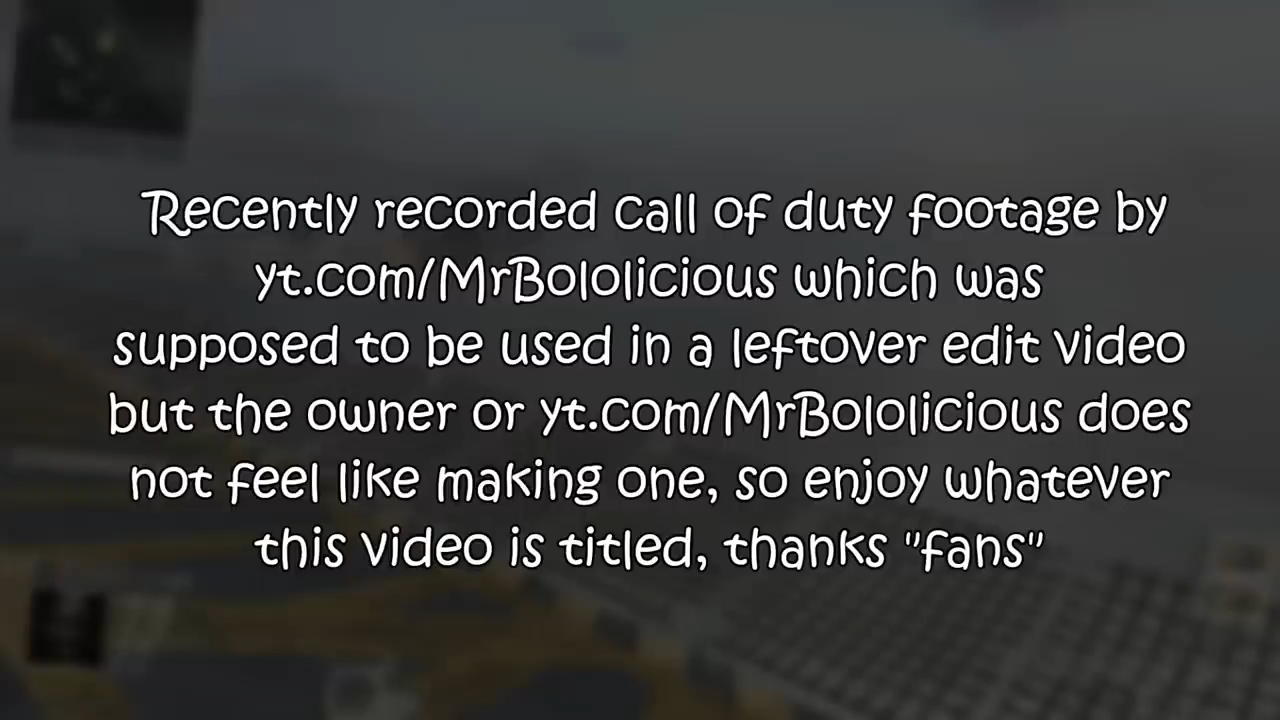 Recently recorded call of duty footage by
yt.com/MrBololicious which was
supposed to be used in a leftover edit video
but the owner or yt.com/MrBololicious does
not feel like making one, so enjoy whatever
this video is titled, thanks "fans"